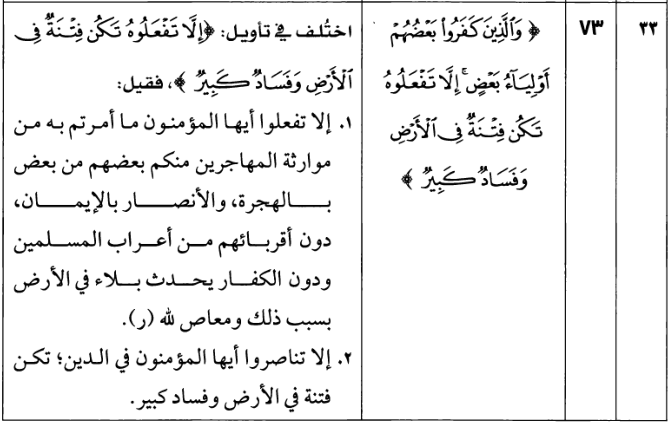 ٣٣
٧٣
﴿ وَٱلَّذِينَ كَفَرُوا۟ بَعْضُهُمْ
أَوْلِيَآءُ بَعْضٍ ۚ إِلَّا تَفْعَلُوهُ
تَكُن فِتْنَةٌ فِى ٱلْأَرْضِ
وَفَسَادٌ كَبِيرٌ ﴾
اختُلف في تأويل: ﴿إِلَّا تَفْعَلُوهُ تَكُن فِتْنَةٌ فِى
ٱلْأَرْضِ وَفَسَادٌ كَبِيرٌ ﴾، فقيل:
١. إلا تفعلوا أيها المؤمنون ما أمرتم به من
موارثة المهاجرين منكم بعضهم من بعض
بالهجرة، والأنصار بالإيمان،
دون أقربائهم من أعراب المسلمين
ودون الكفار يحدث بلاء في الأرض
بسبب ذلك ومعاص لله (ر).
٢. إلا تناصروا أيها المؤمنون في الدين؛ تكن
فتنة في الأرض وفساد كبير.